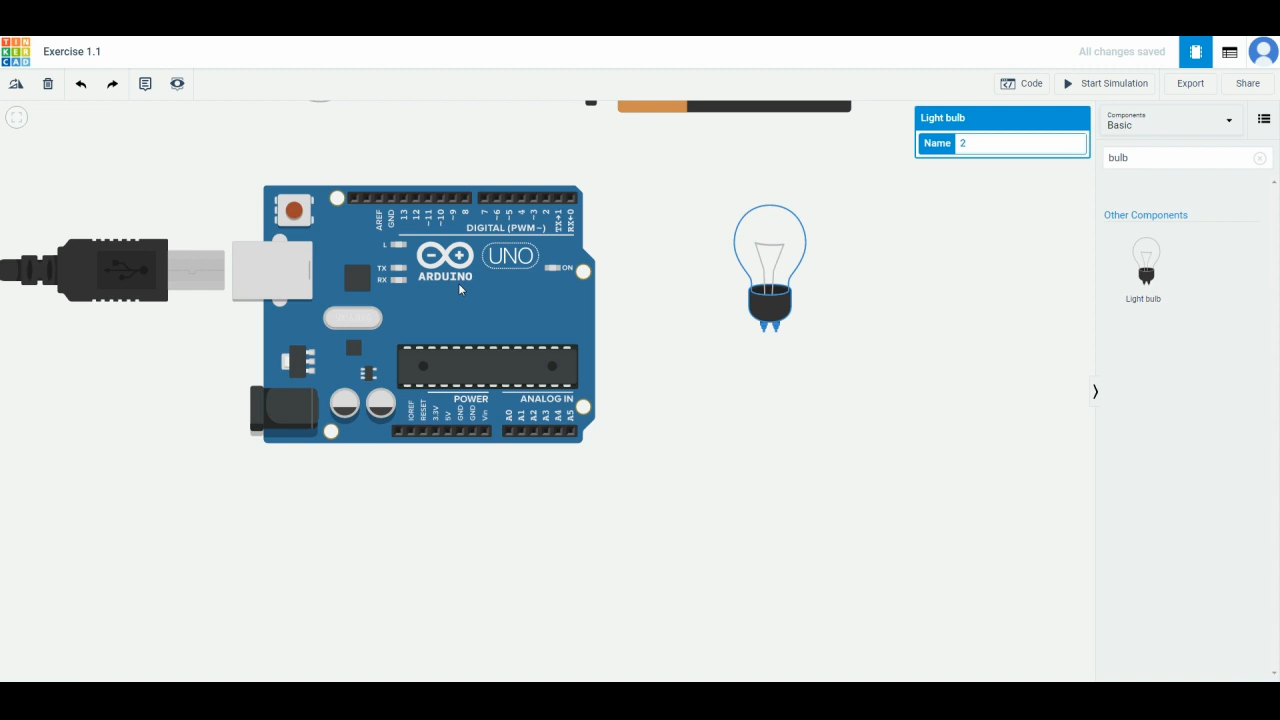 TIN
KER
CAD
Exercise 1.1
All changes saved
Code
Start Simulation
Export
Share
Light bulb
Name 2
Components
Basic
bulb
Other Components
Light bulb
AREF
GND
13
12
~11
~10
~9
8
7
~6
~5
4
~3
2
TX→1
RX←0
DIGITAL (PWM~)
L
TX
RX
ARDUINO
UNO
ON
POWER
ANALOG IN
IOREF
RESET
3.3V
5V
GND
GND
Vin
A0
A1
A2
A3
A4
A5